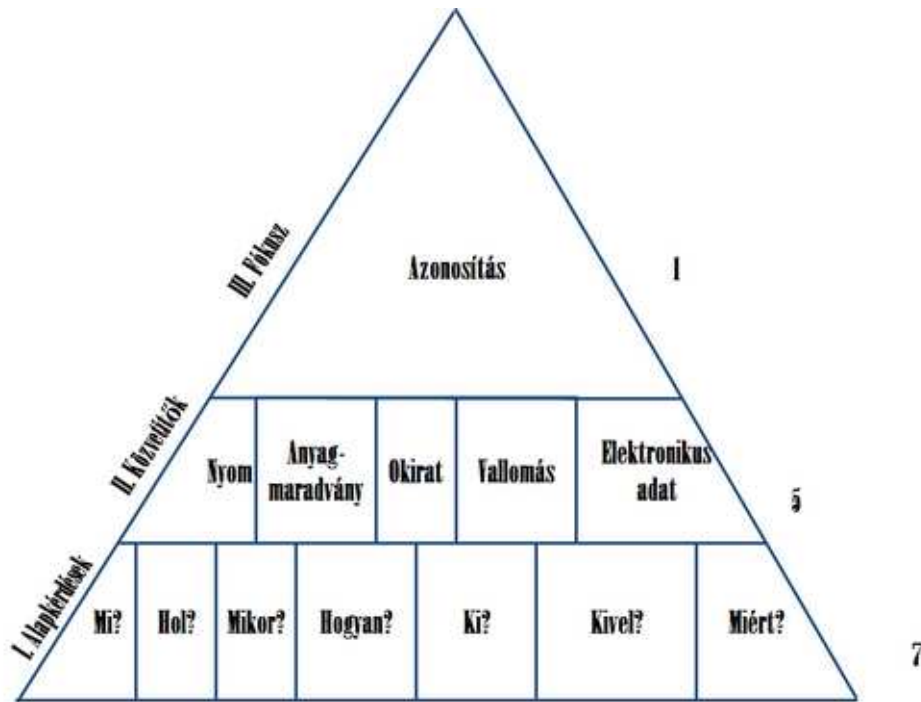 III. Fókusz
Azonosítás
1
II. Közvetítők
Nyom
Anyag-
maradvány
Okirat
Vallomás
Elektronikus
adat
5
I. Alapkérdések
Mi?
Hol?
Mikor?
Hogyan?
Ki?
Kivel?
Miért?
7